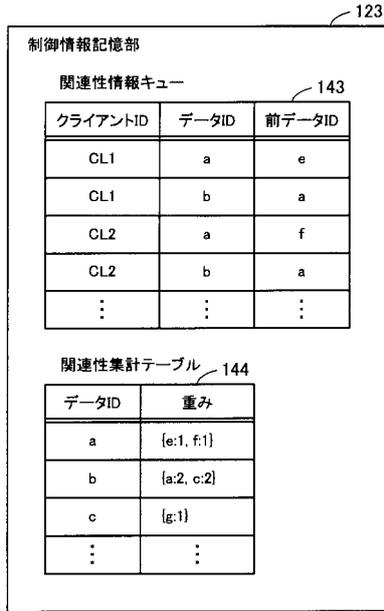 123
制御情報記憶部
関連性情報キュー
143
クライアントID データID 前データID
CL1 a e
CL1 b a
CL2 a f
CL2 b a
⋮ ⋮ ⋮
関連性集計テーブル
144
データID 重み
a {e:1, f:1}
b {a:2, c:2}
c {g:1}
⋮ ⋮